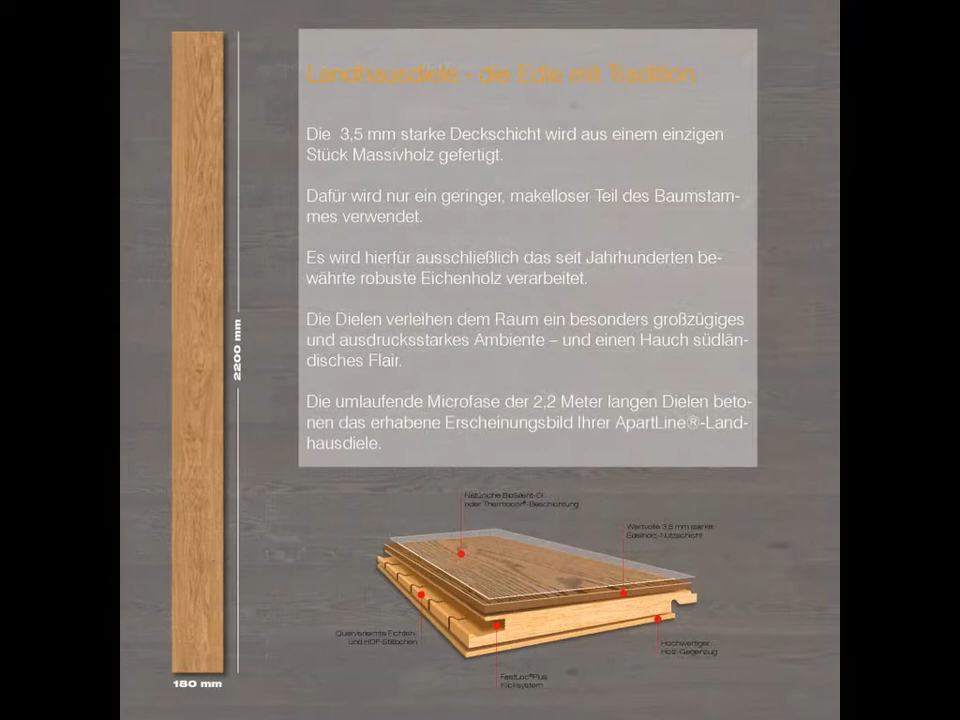 Landhausdiele - die Edle mit Tradition
Die 3,5 mm starke Deckschicht wird aus einem einzigen
Stück Massivholz gefertigt.
Dafür wird nur ein geringer, makelloser Teil des Baumstam-
mes verwendet.
Es wird hierfür ausschließlich das seit Jahrhunderten be-
währte robuste Eichenholz verarbeitet.
Die Dielen verleihen dem Raum ein besonders großzügiges
und ausdrucksstarkes Ambiente – und einen Hauch südlän-
disches Flair.
Die umlaufende Microfase der 2,2 Meter langen Dielen beto-
nen das erhabene Erscheinungsbild Ihrer ApartLine®-Land-
hausdiele.
2200 mm
180 mm
Natürliche Öl
oder Beschichtung
Wertvolle 3,5 mm starke
Edelholz-Nutzschicht
Querverleimte Fichten-
und HDF-Stäbchen
Hochwertiger
Holz-Gegenzug
Plus
Klicksystem